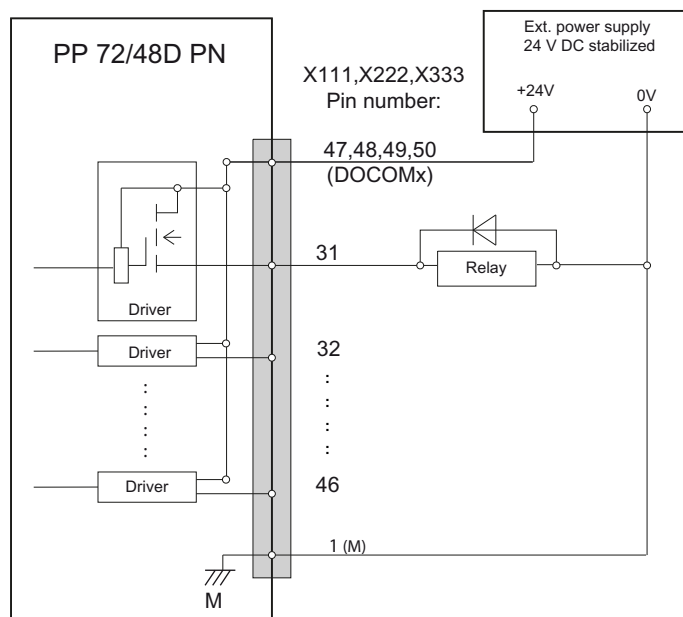 PP 72/48D PN
Ext. power supply
24 V DC stabilized
+24V
0V
X111,X222,X333
Pin number:
47,48,49,50
(DOCOMx)
31
Relay
Driver
Driver
32
:
:
:
:
Driver
46
1 (M)
M